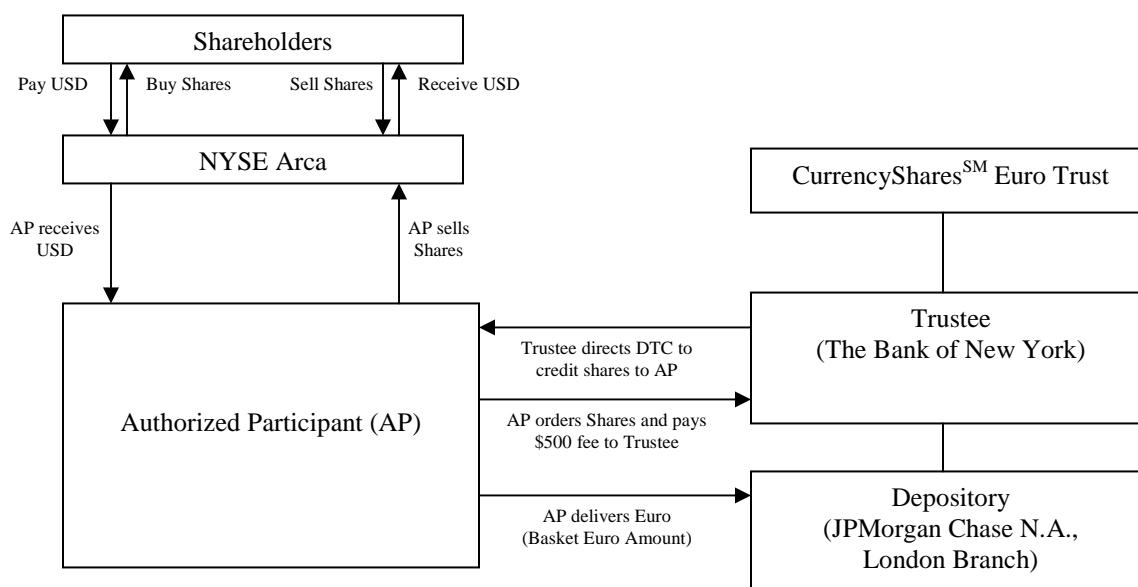 Shareholders
Pay USD
Buy Shares
Sell Shares
Receive USD
NYSE Arca
CurrencyShares^SM Euro Trust
AP receives
USD
AP sells
Shares
Trustee
(The Bank of New York)
Trustee directs DTC to
credit shares to AP
Authorized Participant (AP)
AP orders Shares and pays
$500 fee to Trustee
Depository
(JPMorgan Chase N.A.,
London Branch)
AP delivers Euro
(Basket Euro Amount)